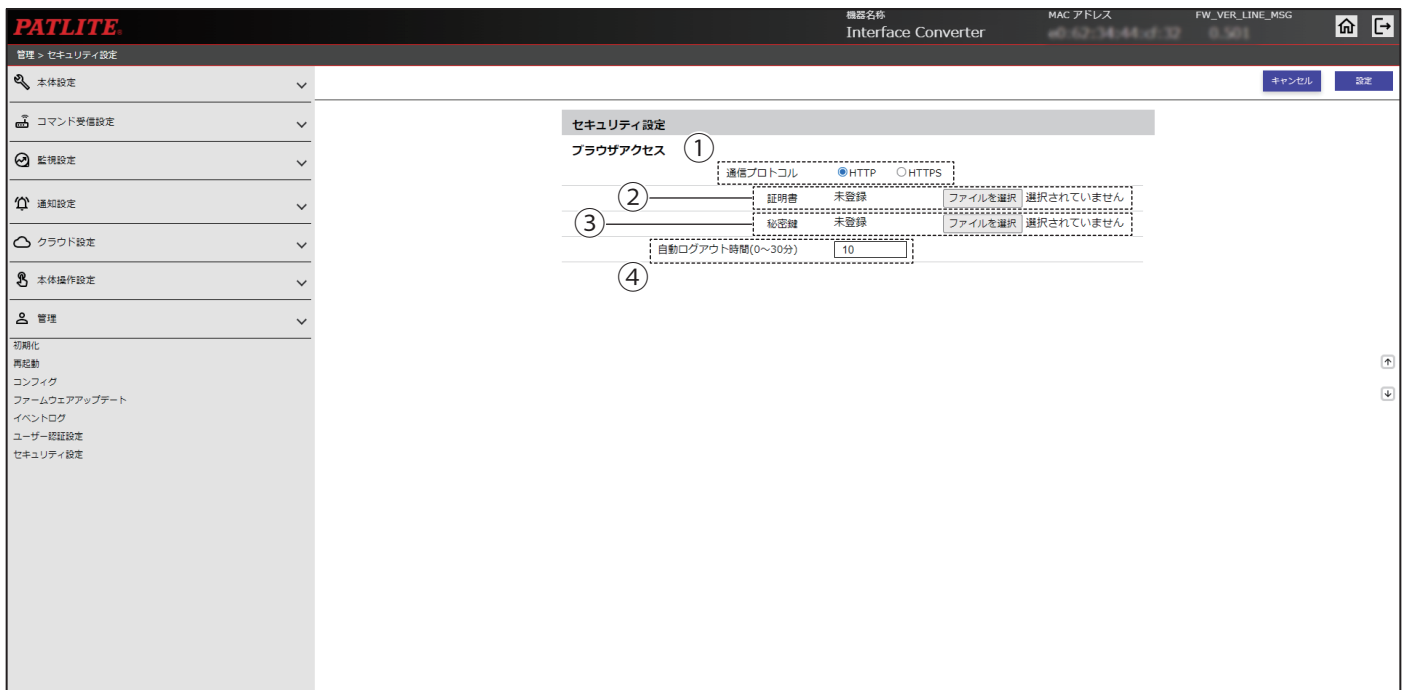 PATLITE®
機器名称
Interface Converter
MAC アドレス
FW_VER_LINE_MSG
0.501
管理 > セキュリティ設定
本体設定
コマンド受信設定
監視設定
通知設定
クラウド設定
本体操作設定
管理
初期化
再起動
コンフィグ
ファームウェアアップデート
イベントログ
ユーザー認証設定
セキュリティ設定
キャンセル
設定
セキュリティ設定
ブラウザアクセス ①
通信プロトコル HTTP HTTPS
② 証明書 未登録 ファイルを選択 選択されていません
③ 秘密鍵 未登録 ファイルを選択 選択されていません
自動ログアウト時間(0～30分) 10
④